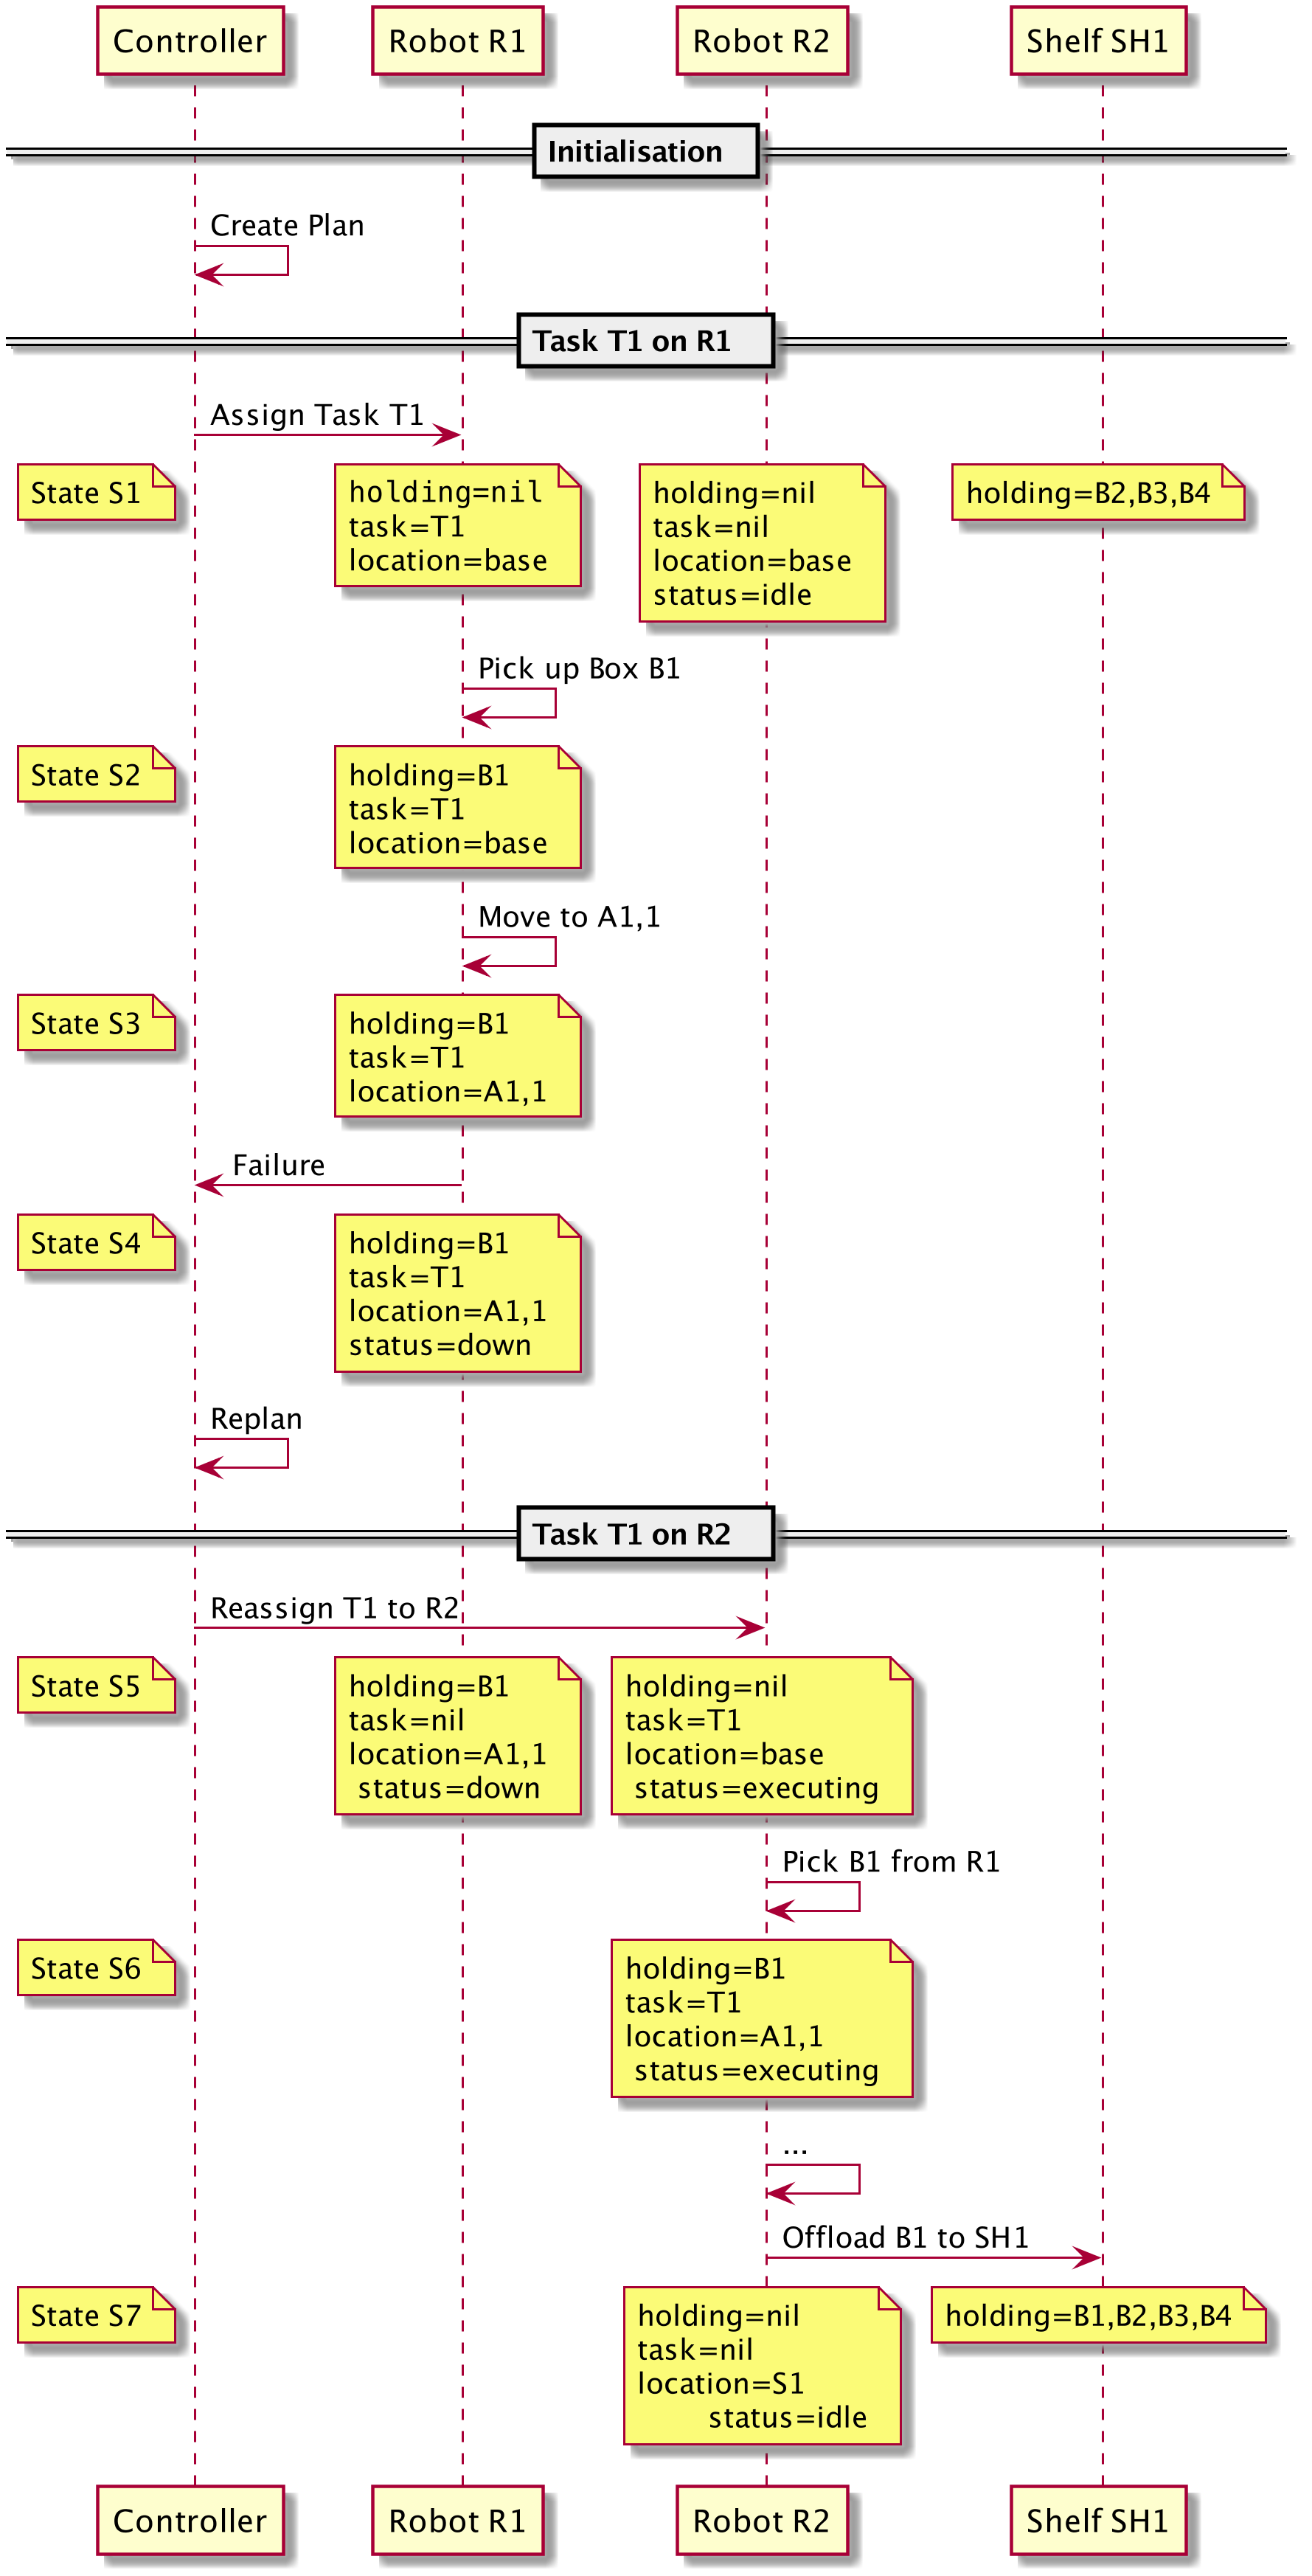 Controller
Robot R1
Robot R2
Shelf SH1
Initialisation
Create Plan
Task T1 on R1
Assign Task T1
State S1
holding=nil
task=T1
location=base
holding=nil
task=nil
location=base
status=idle
holding=B2,B3,B4
Pick up Box B1
State S2
holding=B1
task=T1
location=base
Move to A1,1
State S3
holding=B1
task=T1
location=A1,1
Failure
State S4
holding=B1
task=T1
location=A1,1
status=down
Replan
Task T1 on R2
Reassign T1 to R2
State S5
holding=B1
task=nil
location=A1,1
status=down
holding=nil
task=T1
location=base
status=executing
Pick B1 from R1
State S6
holding=B1
task=T1
location=A1,1
status=executing
...
Offload B1 to SH1
State S7
holding=nil
task=nil
location=S1
status=idle
holding=B1,B2,B3,B4
Controller
Robot R1
Robot R2
Shelf SH1